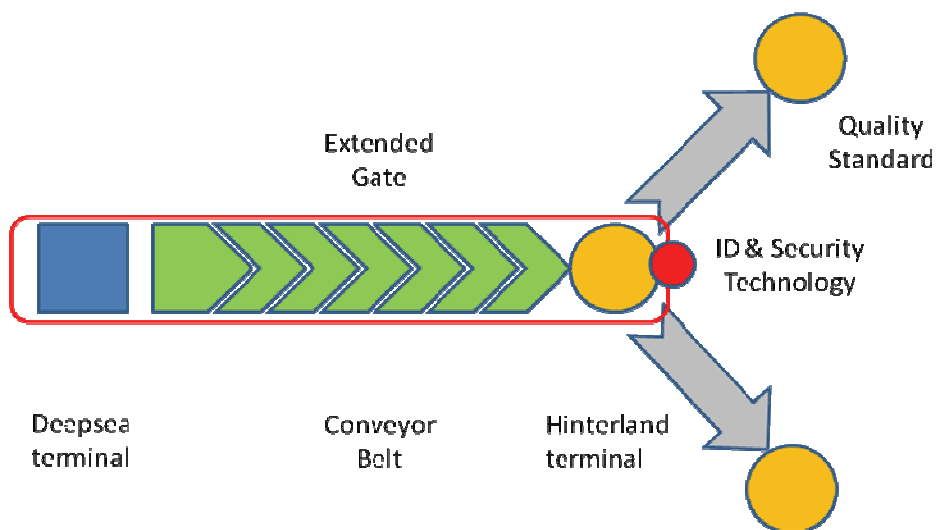 Extended
Gate
Quality
Standard
ID & Security
Technology
Deepsea
terminal
Conveyor
Belt
Hinterland
terminal